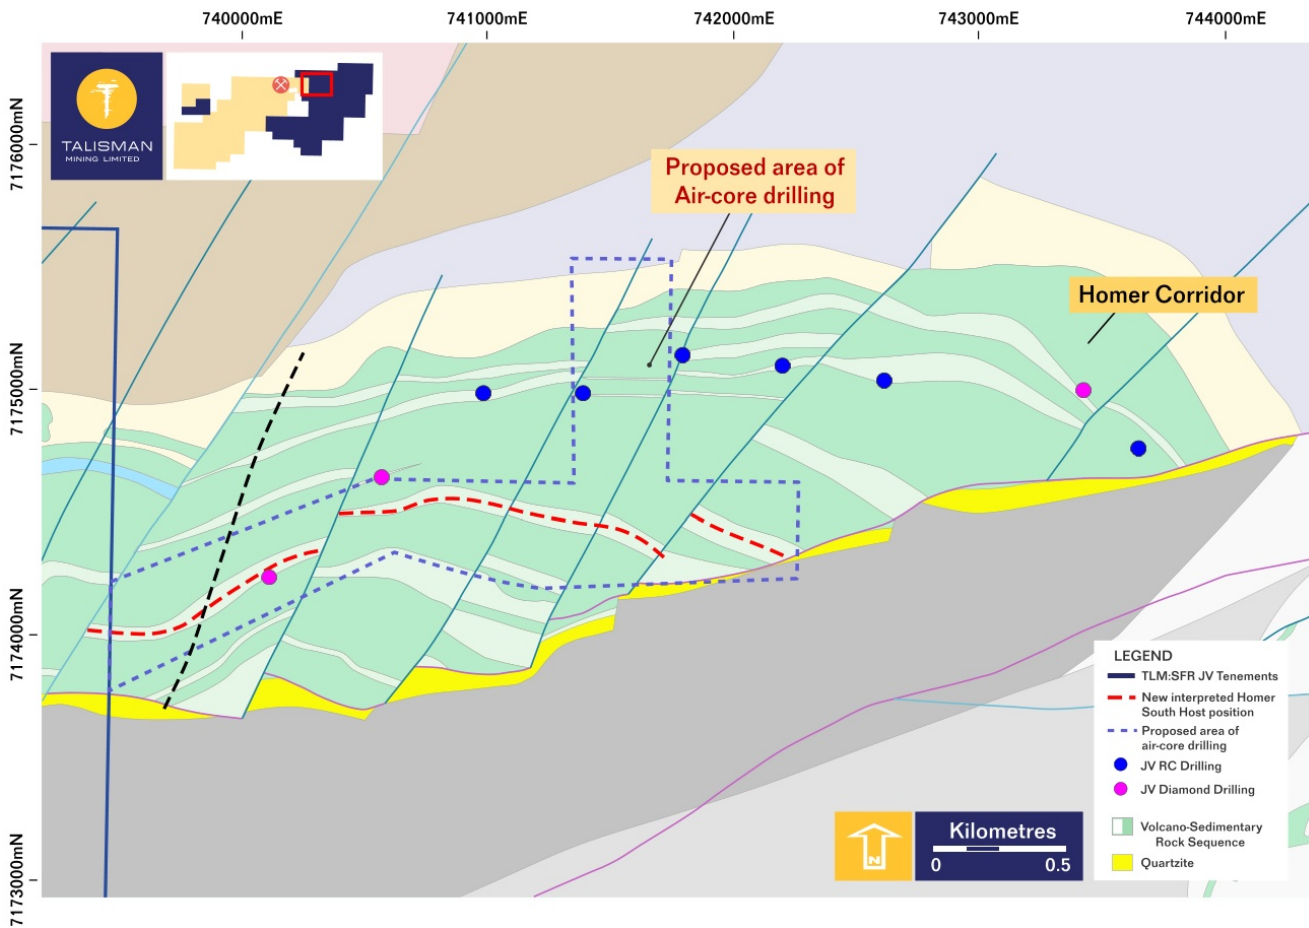 740000mE
741000mE
742000mE
743000mE
744000mE
7176000mN
7175000mN
7174000mN
7173000mN
TALISMAN
MINING LIMITED
Proposed area of
Air-core drilling
Homer Corridor
LEGEND
TLM:SFR JV Tenements
New interpreted Homer
South Host position
Proposed area of
air-core drilling
JV RC Drilling
JV Diamond Drilling
Volcano-Sedimentary
Rock Sequence
Quartzite
N
Kilometres
0
0.5